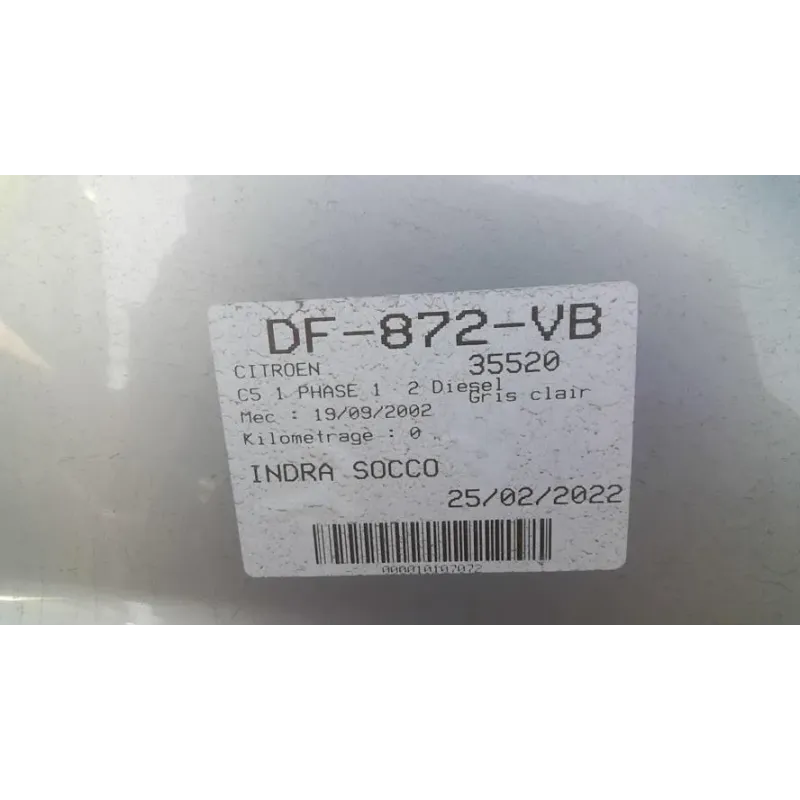 DF-872-VB
CITROEN 35520
C5 1 PHASE 1 2 Diesel
Gris clair
Mec : 19/09/2002
Kilometrage : 0
INDRA SOCCO
25/02/2022
000010107072